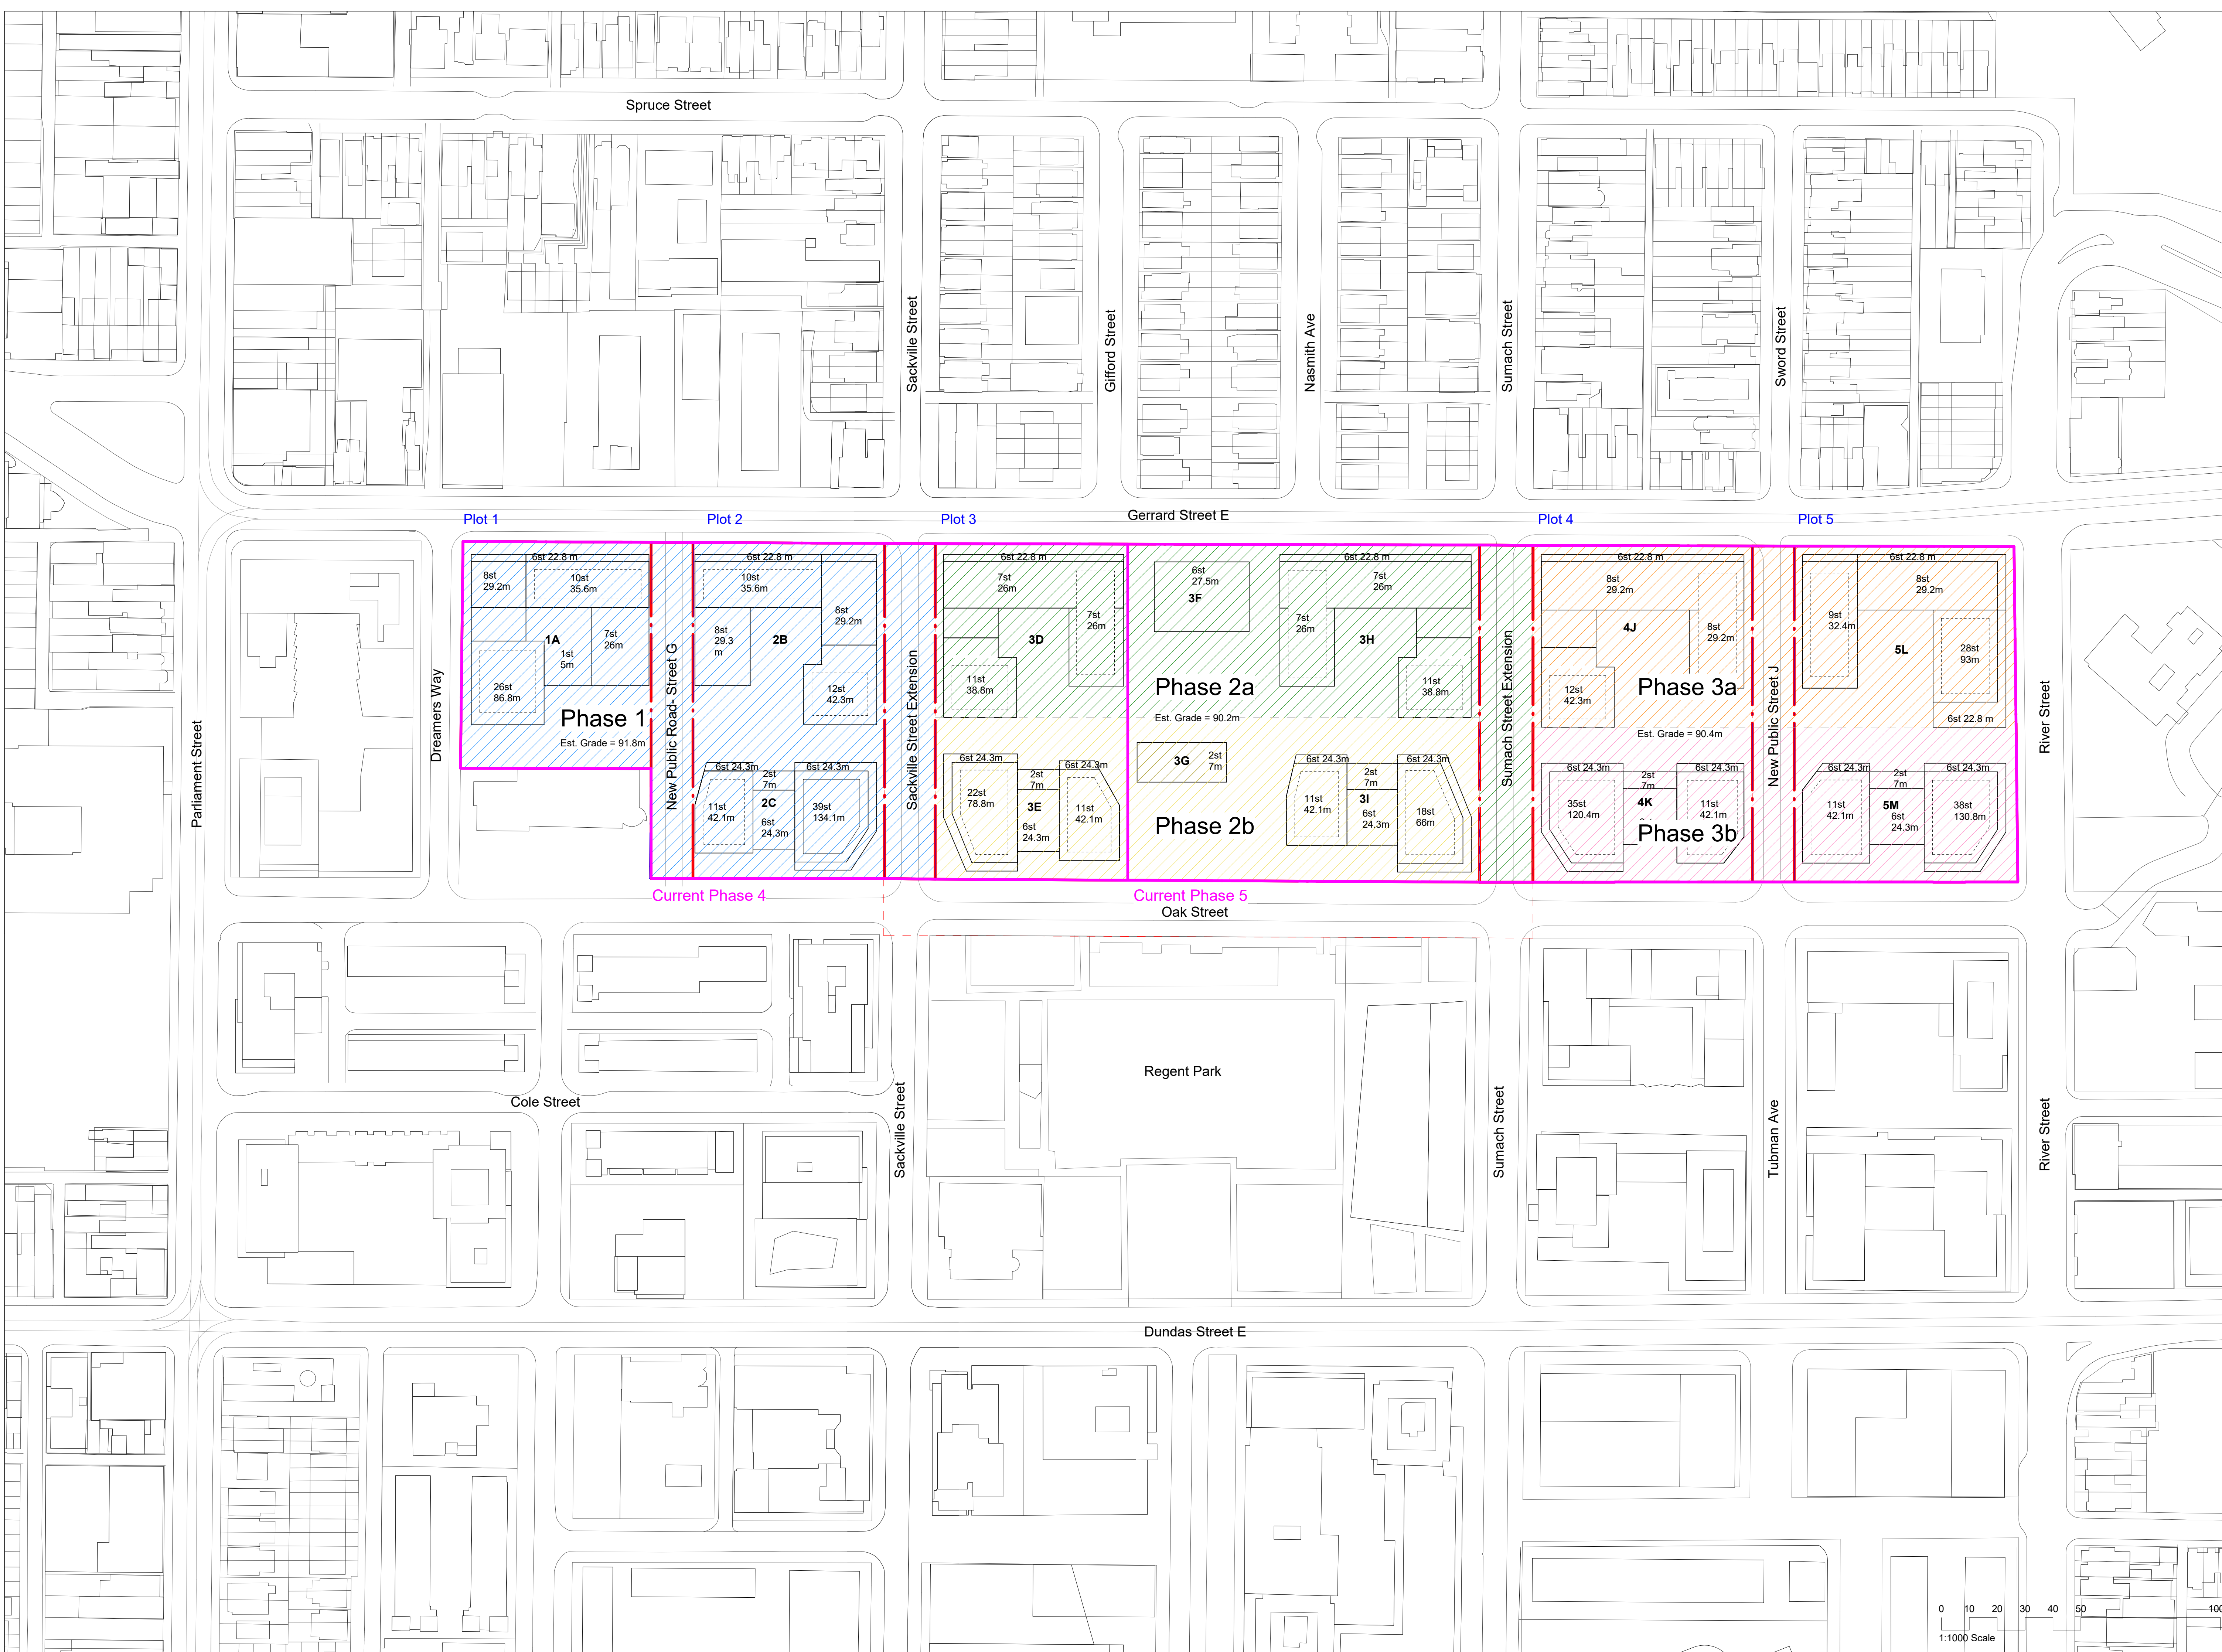 Spruce Street
Sackville Street
Gifford Street
Nasmith Ave
Sumach Street
Sword Street
Gerrard Street E
Plot 1
Plot 2
Plot 3
Plot 4
Plot 5
Parliament Street
Dreamers Way
6st 22.8 m
8st
29.2m
10st
35.6m
1A
7st
26m
1st
5m
26st
86.8m
Phase 1
Est. Grade = 91.8m
New Public Road- Street G
6st 22.8 m
10st
35.6m
8st
29.2m
8st
29.3
m
2B
12st
42.3m
6st 24.3m
2st
7m
6st 24.3m
11st
42.1m
2C
39st
134.1m
6st
24.3m
Sackville Street Extension
6st 22.8 m
7st
26m
7st
26m
3D
11st
38.8m
6st 24.3m
2st
7m
6st 24.3m
22st
78.8m
3E
11st
42.1m
6st
24.3m
6st
27.5m
3F
Phase 2a
Est. Grade = 90.2m
3G
2st
7m
Phase 2b
6st 22.8 m
7st
26m
7st
26m
3H
11st
38.8m
6st 24.3m
2st
7m
6st 24.3m
11st
42.1m
3I
6st
24.3m
18st
66m
Sumach Street Extension
6st 22.8 m
8st
29.2m
4J
8st
29.2m
12st
42.3m
Phase 3a
Est. Grade = 90.4m
6st 24.3m
2st
7m
6st 24.3m
35st
120.4m
4K
11st
42.1m
Phase 3b
New Public Street J
6st 22.8 m
9st
32.4m
8st
29.2m
5L
28st
93m
6st 22.8 m
6st 24.3m
2st
7m
6st 24.3m
11st
42.1m
5M
6st
24.3m
38st
130.8m
River Street
Current Phase 4
Current Phase 5
Oak Street
Regent Park
Cole Street
Sackville Street
Sumach Street
Tubman Ave
River Street
Dundas Street E
0 10 20 30 40 50
1:1000 Scale